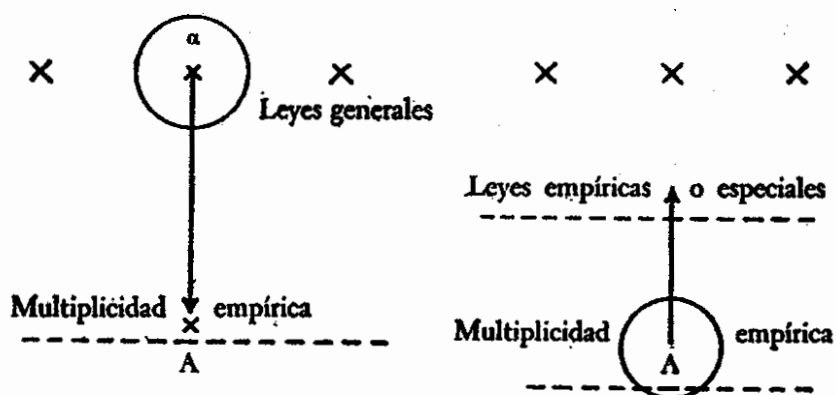 α
Leyes generales
Multiplicidad empírica
A
Leyes empíricas o especiales
Multiplicidad empírica
A